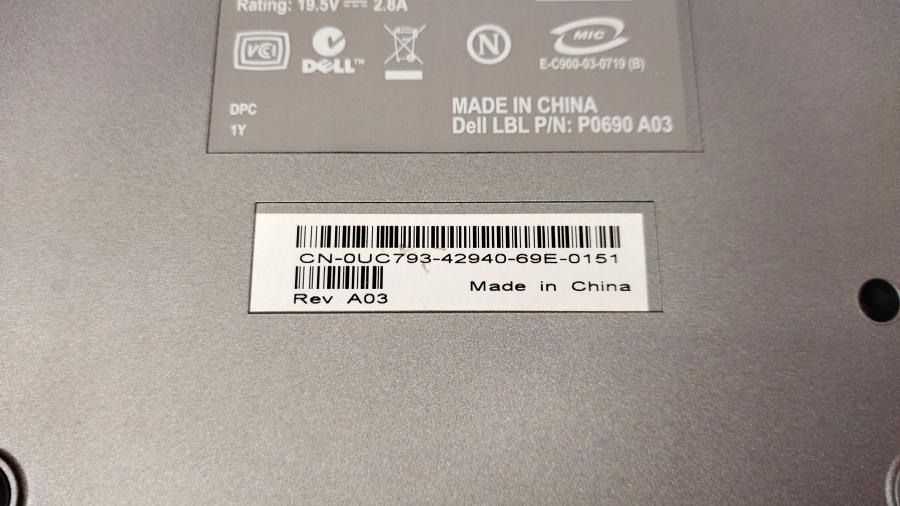 Rating: 19.5V ⎓ 2.8A
VCI
DELL™
N
MIC
E-C900-03-0719 (B)
DPC
1Y
MADE IN CHINA
Dell LBL P/N: P0690 A03
CN-0UC793-42940-69E-0151
Rev A03
Made in China